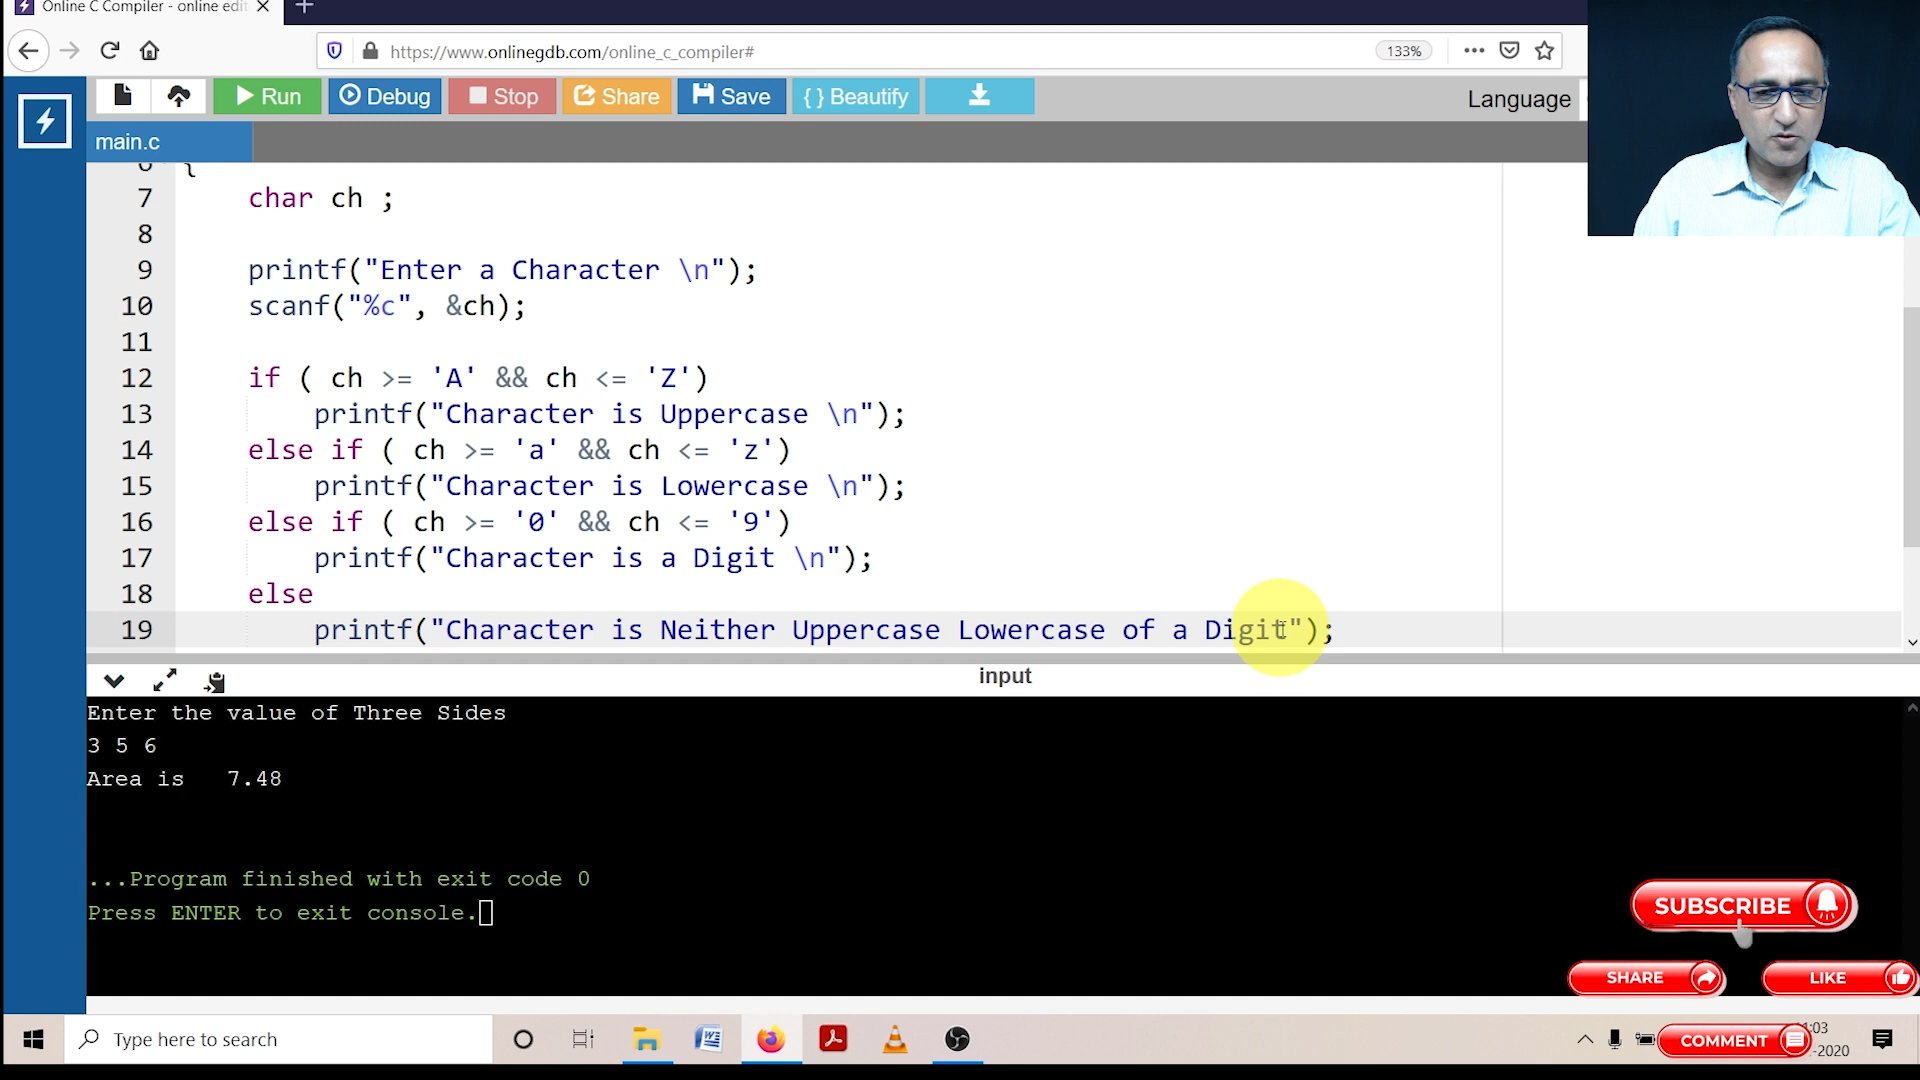 Online C Compiler - online edit
https://www.onlinegdb.com/online_c_compiler#
133%
Run
Debug
Stop
Share
Save
{ } Beautify
Language
main.c
6 {
7 char ch ;
8
9 printf("Enter a Character \n");
10 scanf("%c", &ch);
11
12 if ( ch >= 'A' && ch <= 'Z')
13 printf("Character is Uppercase \n");
14 else if ( ch >= 'a' && ch <= 'z')
15 printf("Character is Lowercase \n");
16 else if ( ch >= '0' && ch <= '9')
17 printf("Character is a Digit \n");
18 else
19 printf("Character is Neither Uppercase Lowercase of a Digit");
input
Enter the value of Three Sides
3 5 6
Area is 7.48
...Program finished with exit code 0
Press ENTER to exit console.
SUBSCRIBE
SHARE
LIKE
Type here to search
COMMENT
:03
-2020